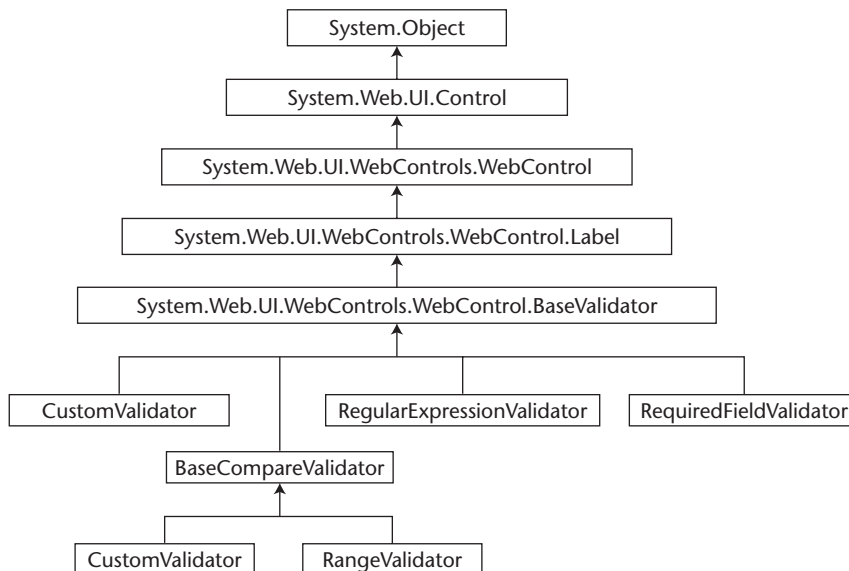 System.Object
System.Web.UI.Control
System.Web.UI.WebControls.WebControl
System.Web.UI.WebControls.WebControl.Label
System.Web.UI.WebControls.WebControl.BaseValidator
CustomValidator
RegularExpressionValidator
RequiredFieldValidator
BaseCompareValidator
CustomValidator
RangeValidator